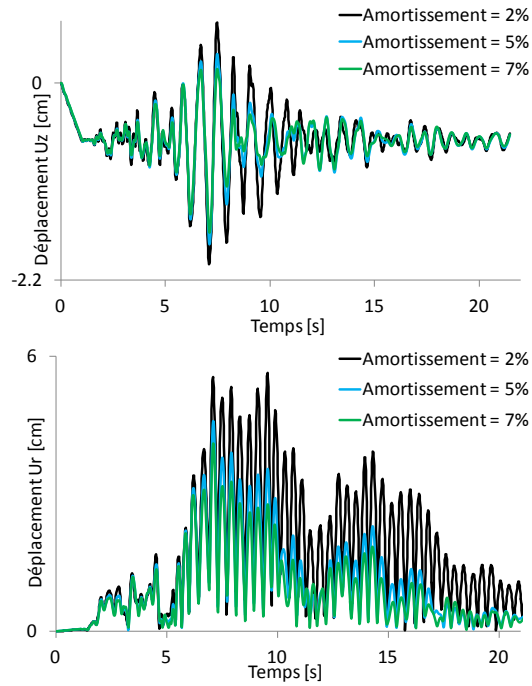 Amortissement = 2%
Amortissement = 5%
Amortissement = 7%
Déplacement Uz [cm]
0
-2.2
0 5 10 15 20
Temps [s]
6
Amortissement = 2%
Amortissement = 5%
Amortissement = 7%
Déplacement Ur [cm]
0
0 5 10 15 20
Temps [s]